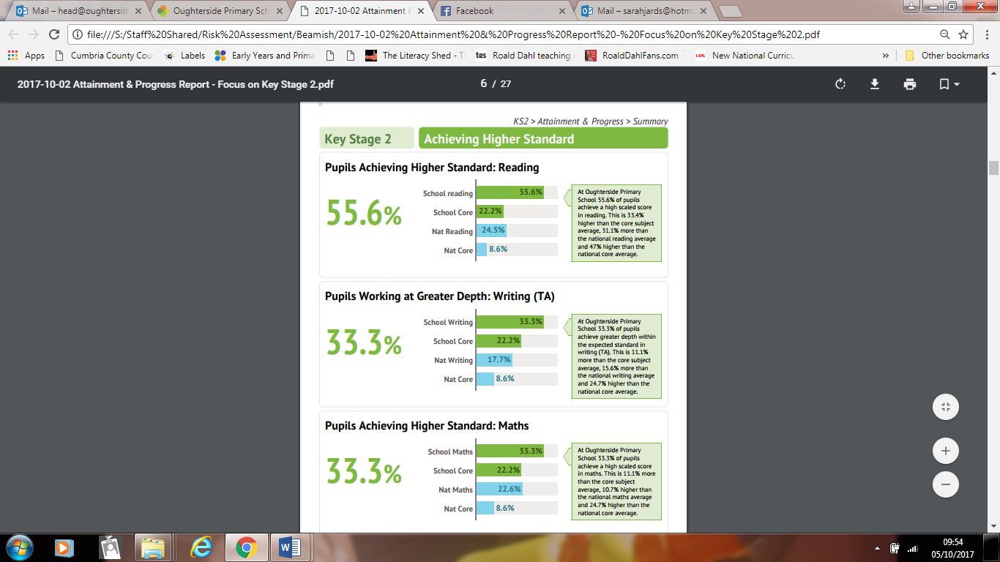 Mail – head@oughtersid
Oughterside Primary Sch
2017-10-02 Attainment &
Facebook
Mail – sarahjards@hotm
file:///S:/Staff%20Shared/Risk%20Assessment/Beamish/2017-10-02%20Attainment%20&%20Progress%20Report%20-%20Focus%20on%20Key%20Stage%202.pdf
Apps
Cumbria County Cou
Labels
Early Years and Prima
The Literacy Shed - T
tes
Roald Dahl teaching
RoaldDahlFans.com -
LGfL
New National Curricu
»
Other bookmarks
2017-10-02 Attainment & Progress Report - Focus on Key Stage 2.pdf
6 / 27
KS2 > Attainment & Progress > Summary
Key Stage 2
Achieving Higher Standard
Pupils Achieving Higher Standard: Reading
55.6%
School reading 55.6%
School Core 22.2%
Nat Reading 24.5%
Nat Core 8.6%
At Oughterside Primary
School 55.6% of pupils
achieve a high scaled score
in reading. This is 33.4%
higher than the core subject
average, 31.1% more than
the national reading average
and 47% higher than the
national core average.
Pupils Working at Greater Depth: Writing (TA)
33.3%
School Writing 33.3%
School Core 22.2%
Nat Writing 17.7%
Nat Core 8.6%
At Oughterside Primary
School 33.3% of pupils
achieve greater depth within
the expected standard in
writing (TA). This is 11.1%
more than the core subject
average, 15.6% more than
the national writing average
and 24.7% higher than the
national core average.
Pupils Achieving Higher Standard: Maths
33.3%
School Maths 33.3%
School Core 22.2%
Nat Maths 22.6%
Nat Core 8.6%
At Oughterside Primary
School 33.3% of pupils
achieve a high scaled score
in maths. This is 11.1% more
than the core subject
average, 10.7% higher than
the national maths average
and 24.7% higher than the
national core average.
09:54
05/10/2017